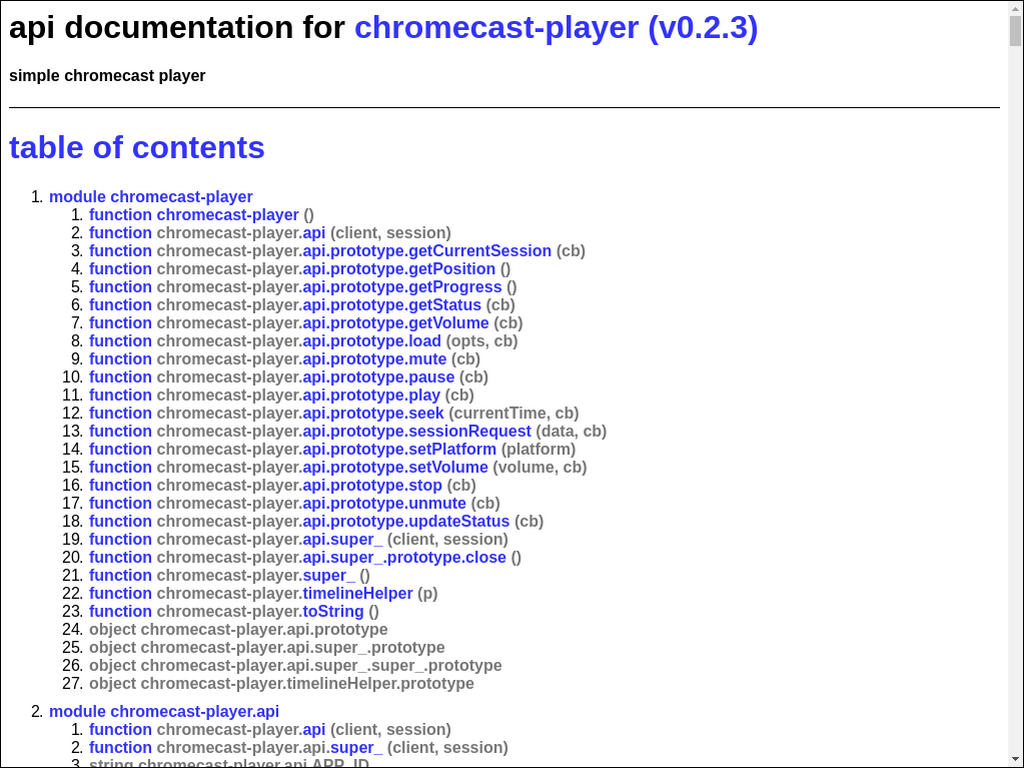 api documentation for chromecast-player (v0.2.3)
simple chromecast player
table of contents
1. module chromecast-player
1. function chromecast-player ()
2. function chromecast-player.api (client, session)
3. function chromecast-player.api.prototype.getCurrentSession (cb)
4. function chromecast-player.api.prototype.getPosition ()
5. function chromecast-player.api.prototype.getProgress ()
6. function chromecast-player.api.prototype.getStatus (cb)
7. function chromecast-player.api.prototype.getVolume (cb)
8. function chromecast-player.api.prototype.load (opts, cb)
9. function chromecast-player.api.prototype.mute (cb)
10. function chromecast-player.api.prototype.pause (cb)
11. function chromecast-player.api.prototype.play (cb)
12. function chromecast-player.api.prototype.seek (currentTime, cb)
13. function chromecast-player.api.prototype.sessionRequest (data, cb)
14. function chromecast-player.api.prototype.setPlatform (platform)
15. function chromecast-player.api.prototype.setVolume (volume, cb)
16. function chromecast-player.api.prototype.stop (cb)
17. function chromecast-player.api.prototype.unmute (cb)
18. function chromecast-player.api.prototype.updateStatus (cb)
19. function chromecast-player.api.super_ (client, session)
20. function chromecast-player.api.super_.prototype.close ()
21. function chromecast-player.super_ ()
22. function chromecast-player.timelineHelper (p)
23. function chromecast-player.toString ()
24. object chromecast-player.api.prototype
25. object chromecast-player.api.super_.prototype
26. object chromecast-player.api.super_.super_.prototype
27. object chromecast-player.timelineHelper.prototype
2. module chromecast-player.api
1. function chromecast-player.api (client, session)
2. function chromecast-player.api.super_ (client, session)
3. string chromecast-player.api.APP_ID